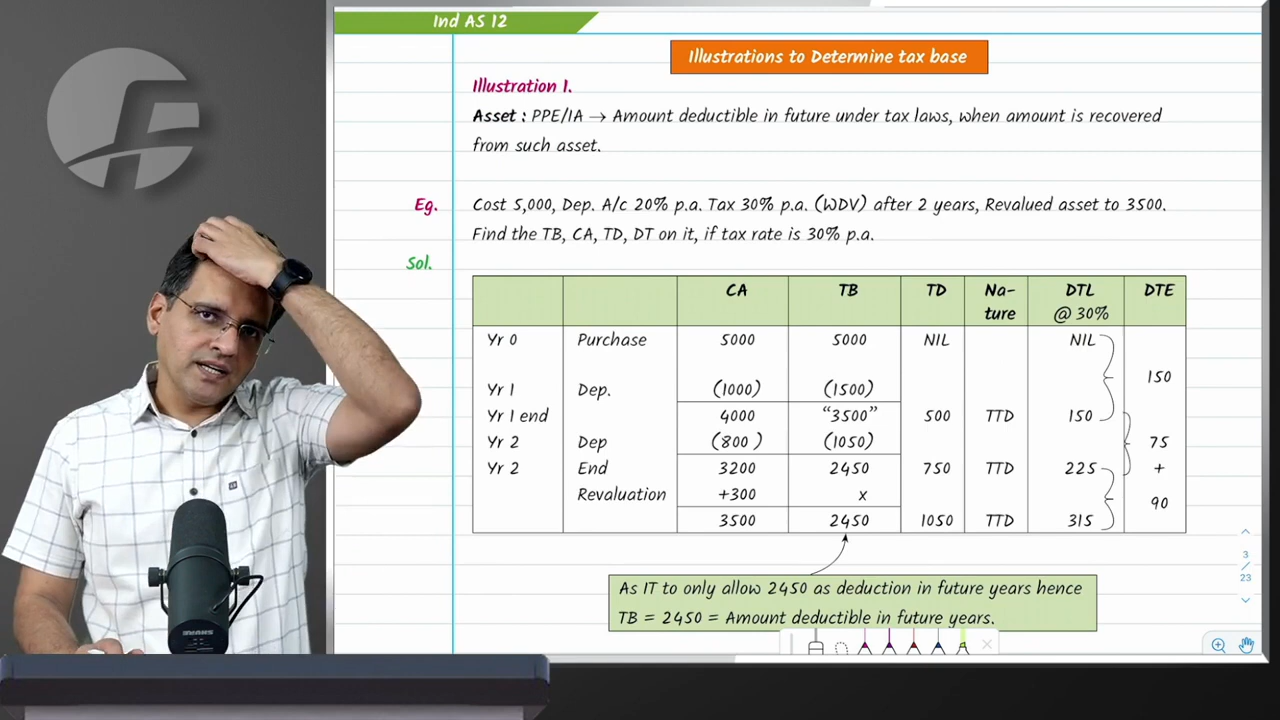 Ind AS 12
Illustrations to Determine tax base
Illustration 1.
Asset : PPE/IA → Amount deductible in future under tax laws, when amount is recovered
from such asset.
Eg. Cost 5,000, Dep. A/c 20% p.a. Tax 30% p.a. (WDV) after 2 years, Revalued asset to 3500.
Find the TB, CA, TD, DT on it, if tax rate is 30% p.a.
Sol.
CA TB TD Na- DTL DTE
ture @ 30%
Yr 0 Purchase 5000 5000 NIL NIL
150
Yr 1 Dep. (1000) (1500)
Yr 1 end 4000 “3500” 500 TTD 150
Yr 2 Dep (800 ) (1050) 75
Yr 2 End 3200 2450 750 TTD 225 +
Revaluation +300 x 90
3500 2450 1050 TTD 315
As IT to only allow 2450 as deduction in future years hence
TB = 2450 = Amount deductible in future years.
3
/
23